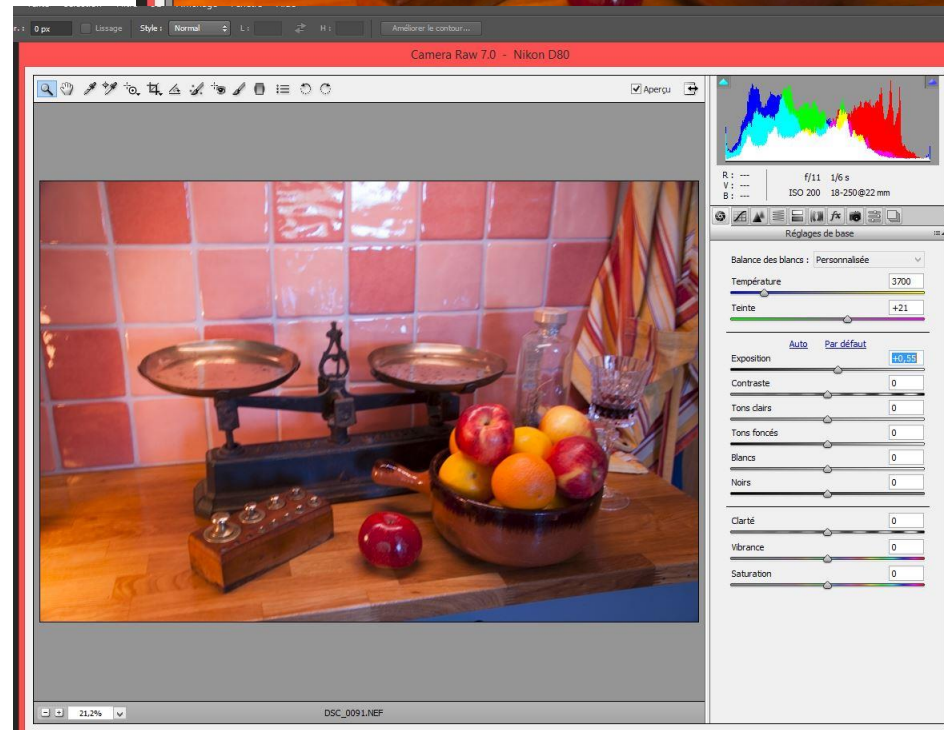 0 px Lissage Style : Normal L : H : Améliorer le contour...
Camera Raw 7.0 - Nikon D80
Aperçu
R : ---
V : ---
B : ---
f/11 1/6 s
ISO 200 18-250@22 mm
Réglages de base
Balance des blancs : Personnalisée
Température 3700
Teinte +21
Auto Par défaut
Exposition +0,55
Contraste 0
Tons clairs 0
Tons foncés 0
Blancs 0
Noirs 0
Clarté 0
Vibrance 0
Saturation 0
21,2% DSC_0091.NEF